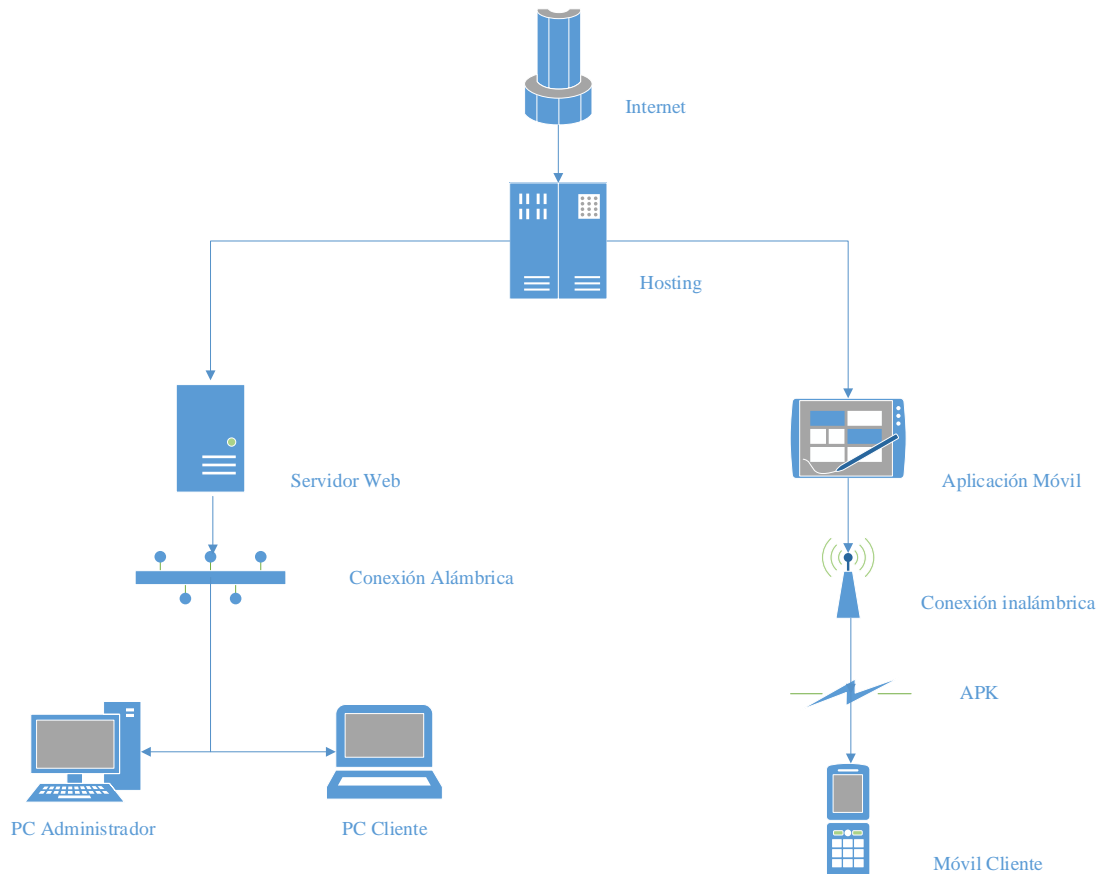 Internet
Hosting
Servidor Web
Aplicación Móvil
Conexión Alámbrica
Conexión inalámbrica
APK
PC Administrador
PC Cliente
Móvil Cliente